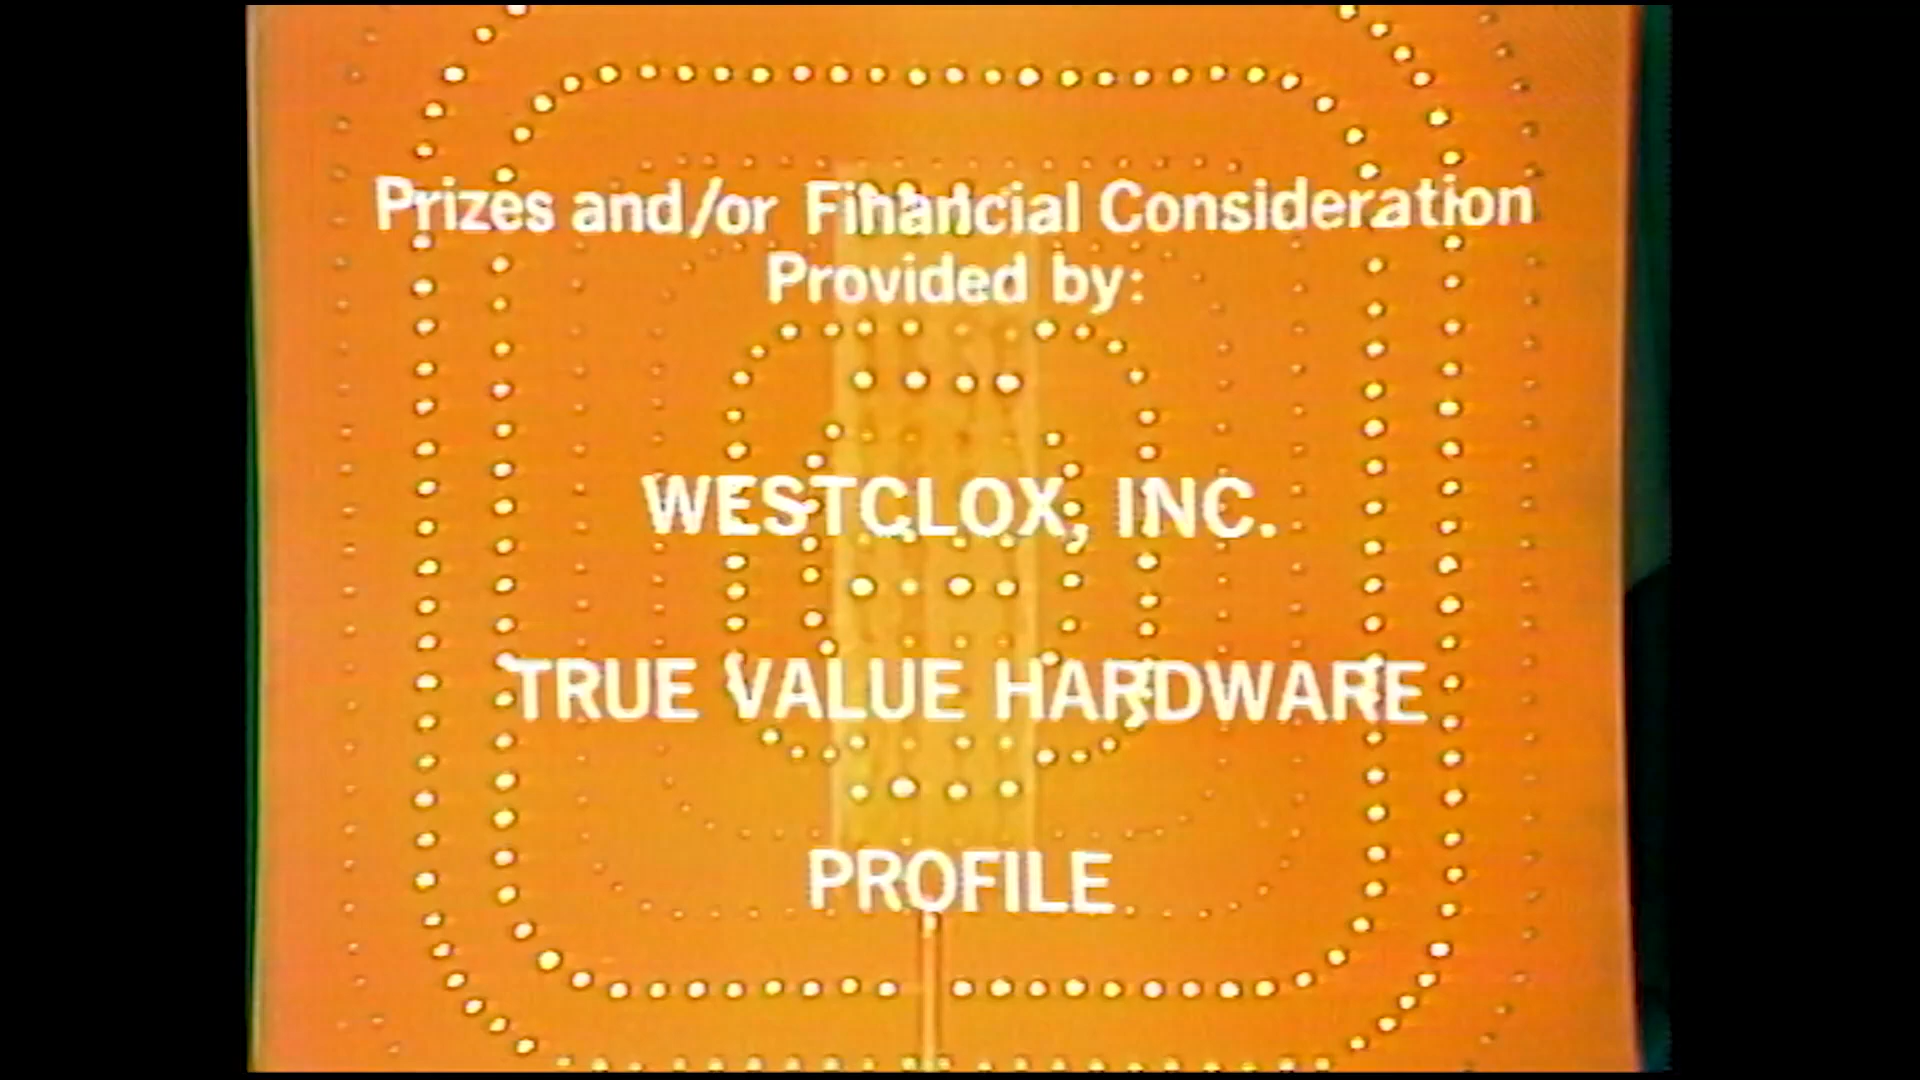 Prizes and/or Financial Consideration
Provided by:
WESTCLOX, INC.
TRUE VALUE HARDWARE
PROFILE